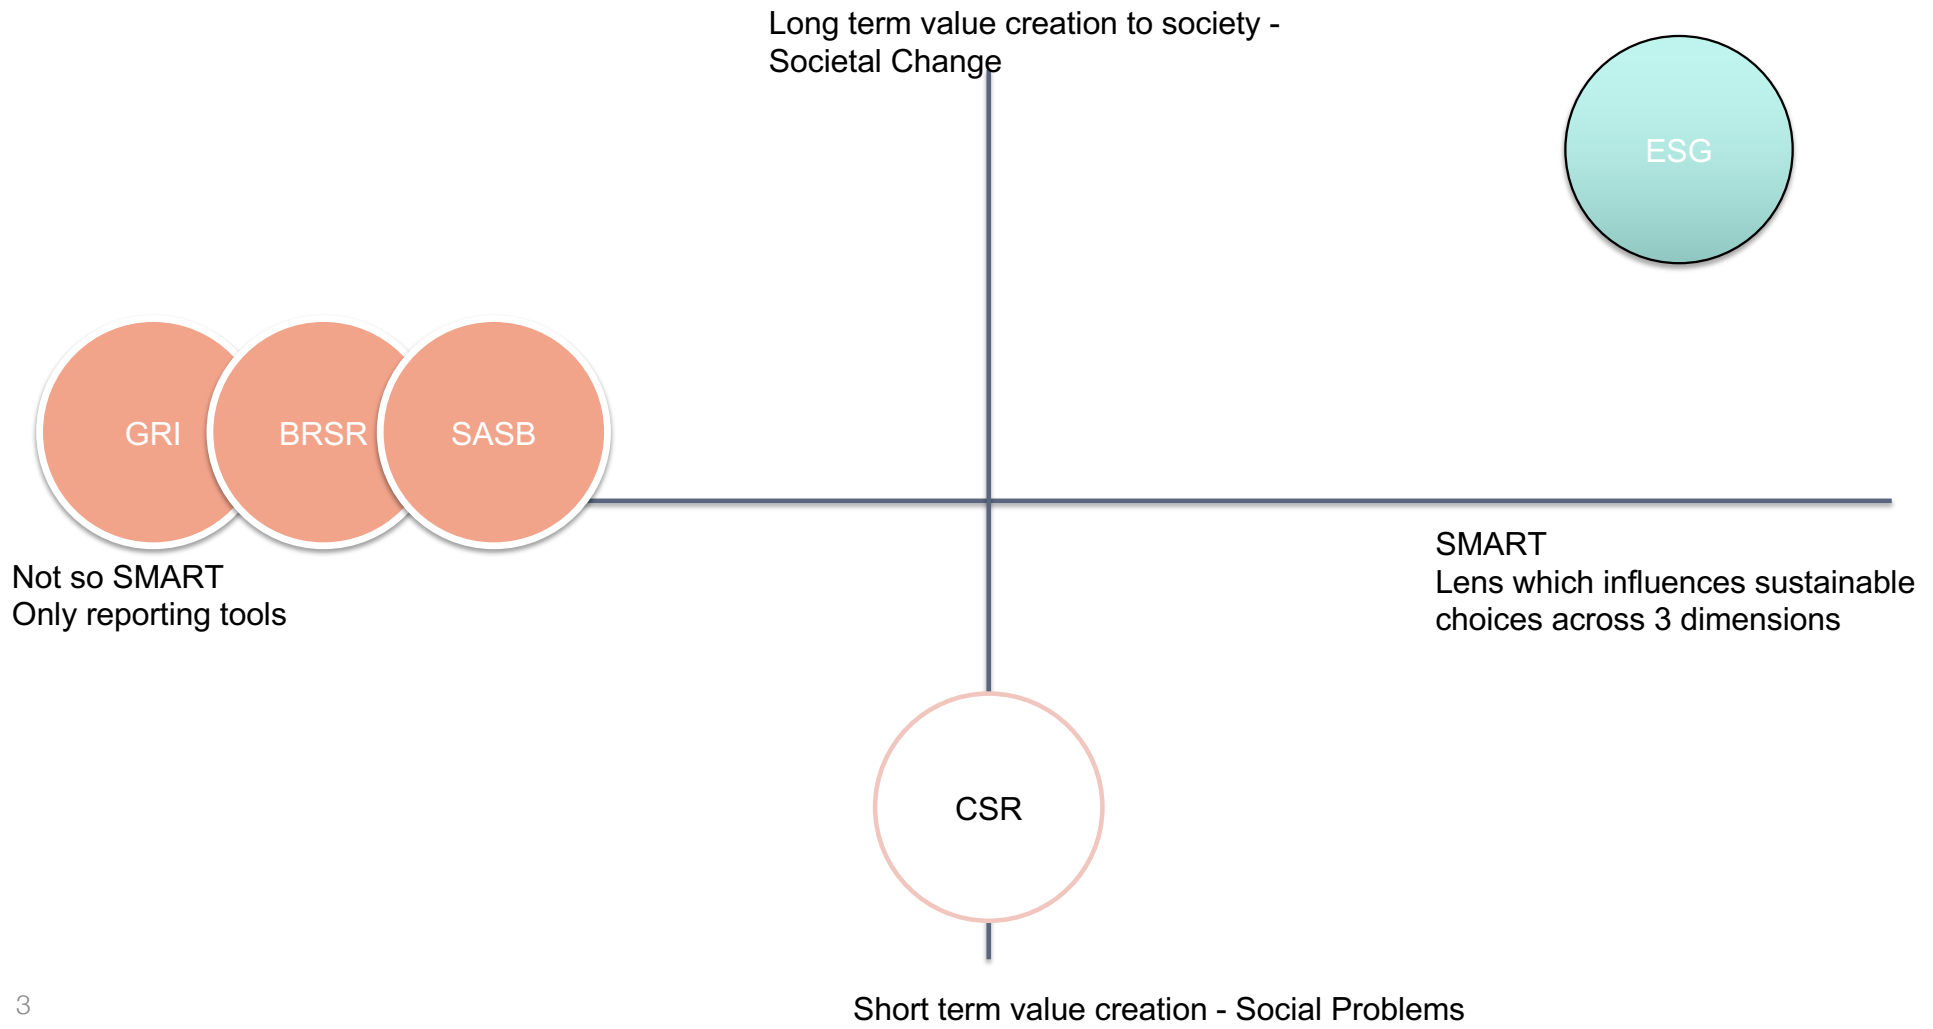 Long term value creation to society -
Societal Change
ESG
GRI
BRSR
SASB
SMART
Lens which influences sustainable
choices across 3 dimensions
Not so SMART
Only reporting tools
CSR
3
Short term value creation - Social Problems